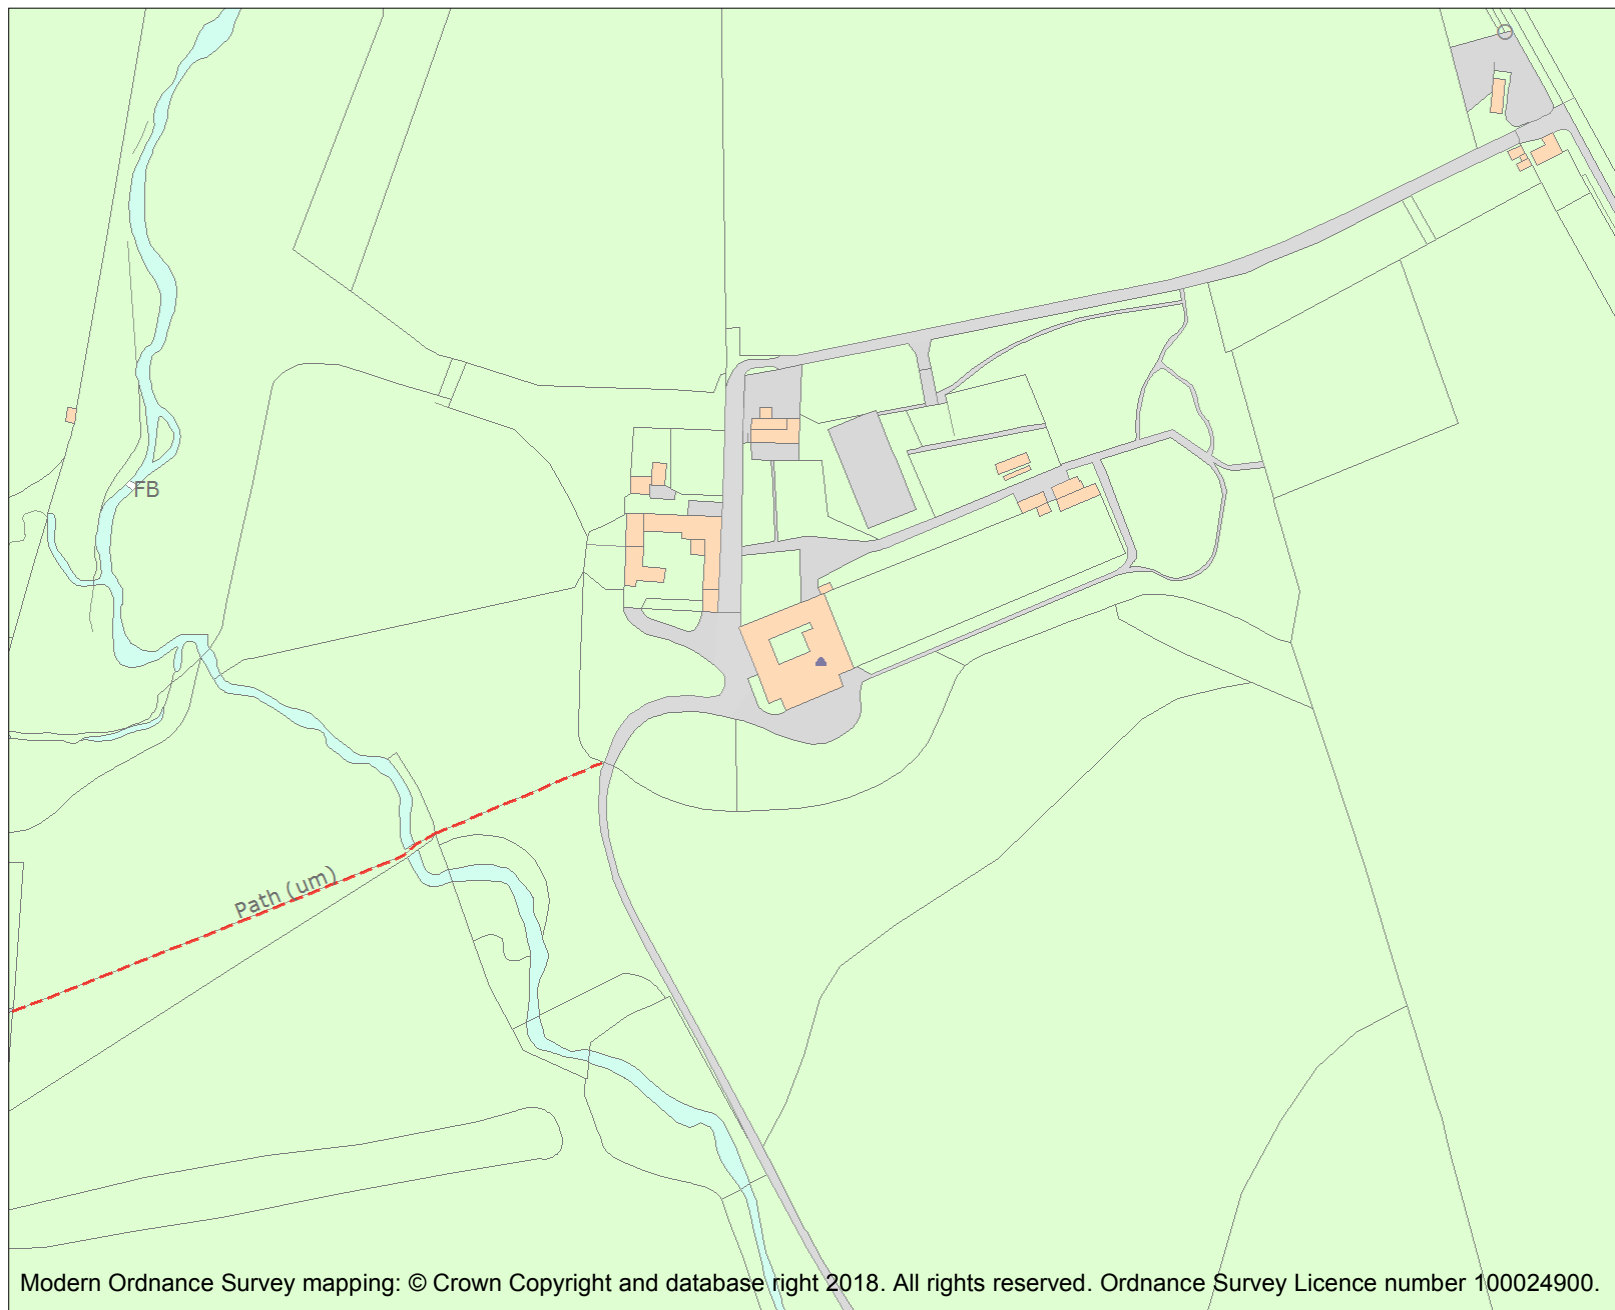 FB
Path (um)
Modern Ordnance Survey mapping: © Crown Copyright and database right 2018. All rights reserved. Ordnance Survey Licence number 100024900.